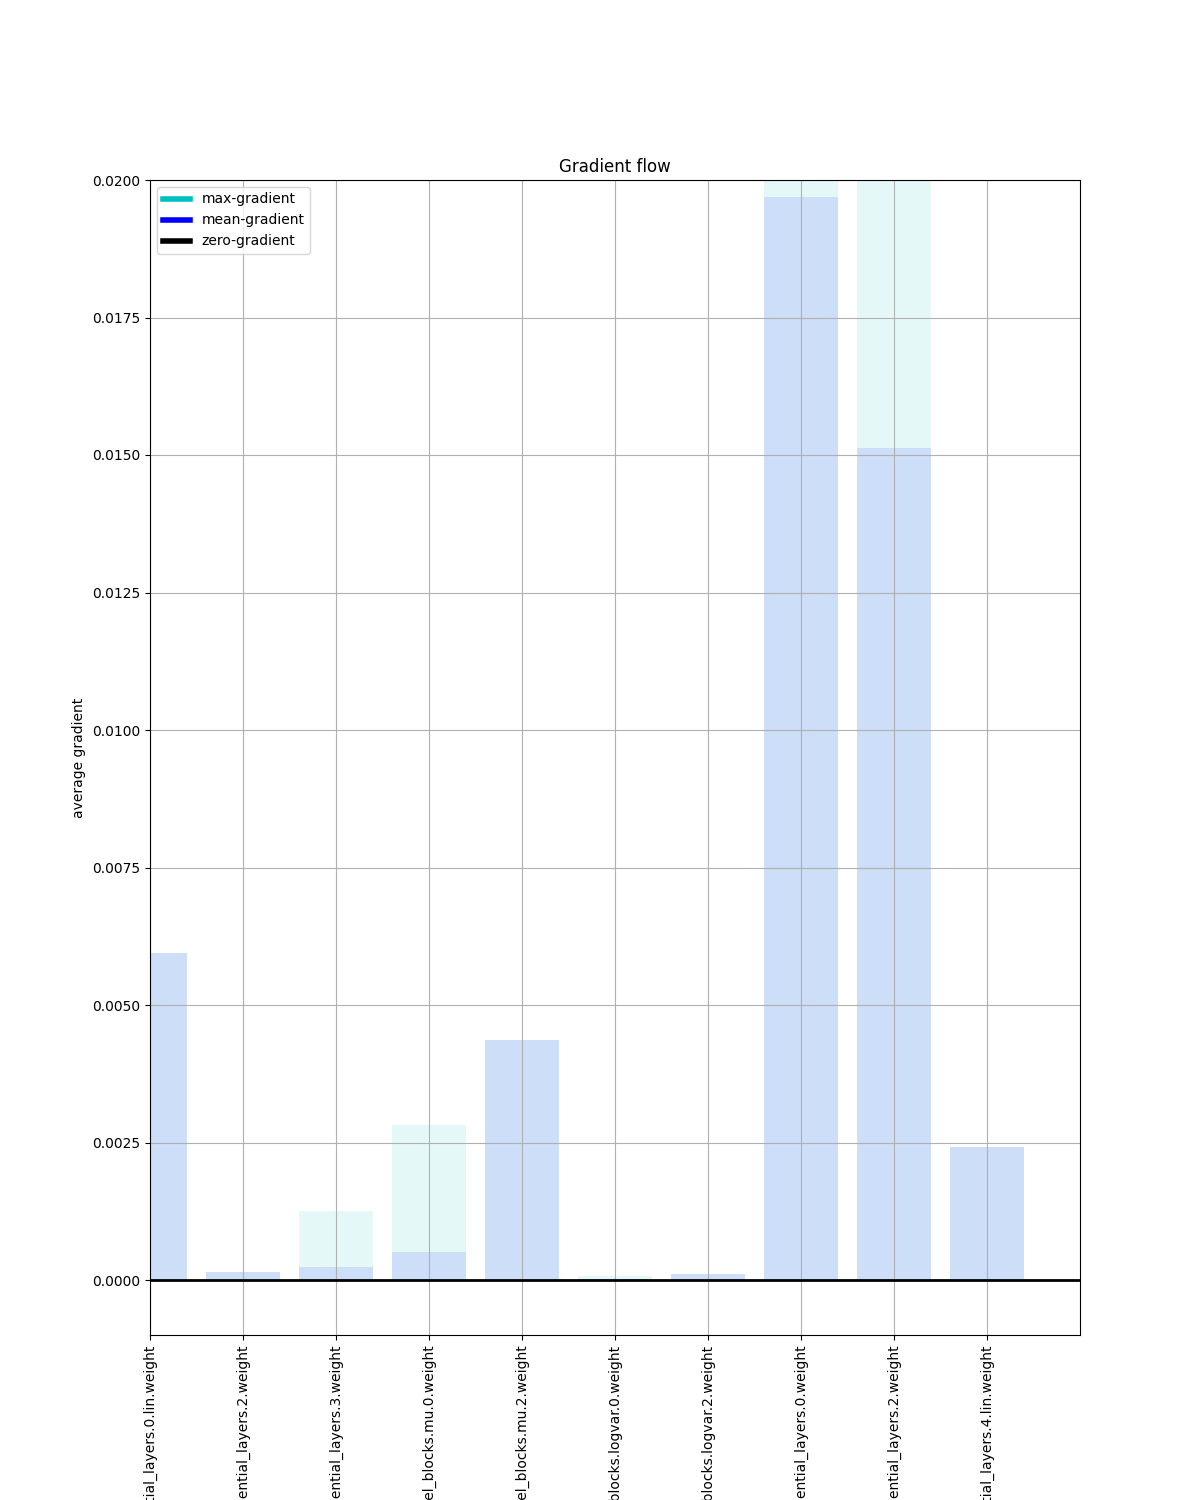 Gradient flow
max-gradient
mean-gradient
zero-gradient
0.0200
0.0175
0.0150
0.0125
0.0100
0.0075
0.0050
0.0025
0.0000
average gradient
tial_layers.0.lin.weight
ential_layers.2.weight
ential_layers.3.weight
el_blocks.mu.0.weight
el_blocks.mu.2.weight
blocks.logvar.0.weight
blocks.logvar.2.weight
ential_layers.0.weight
ential_layers.2.weight
tial_layers.4.lin.weight